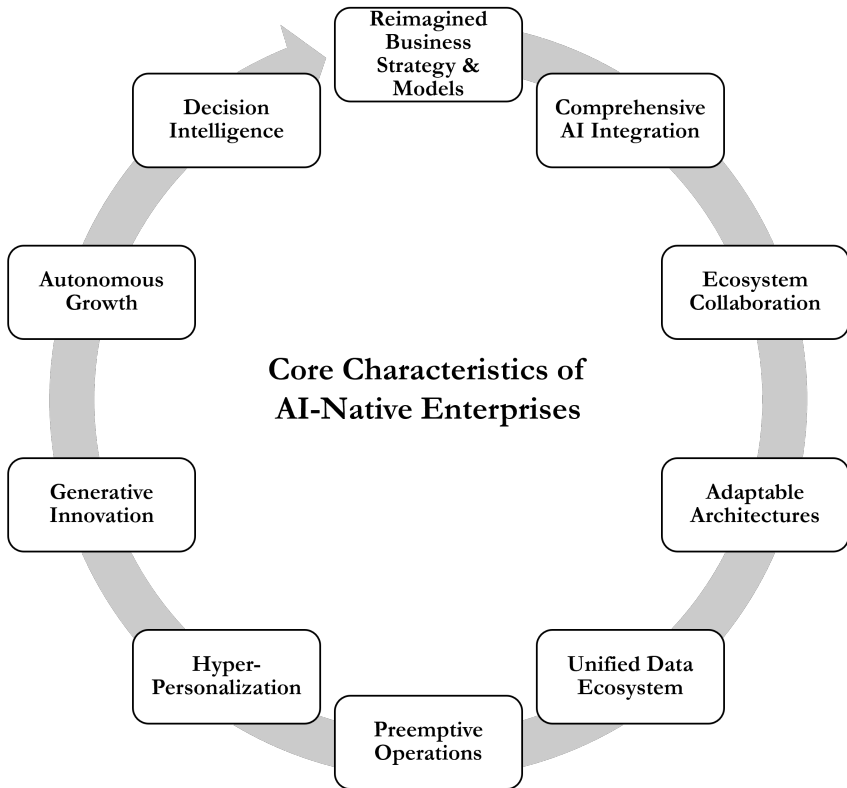 Reimagined
Business
Strategy &
Models
Comprehensive
AI Integration
Ecosystem
Collaboration
Adaptable
Architectures
Unified Data
Ecosystem
Preemptive
Operations
Hyper-
Personalization
Generative
Innovation
Autonomous
Growth
Decision
Intelligence
Core Characteristics of
AI-Native Enterprises